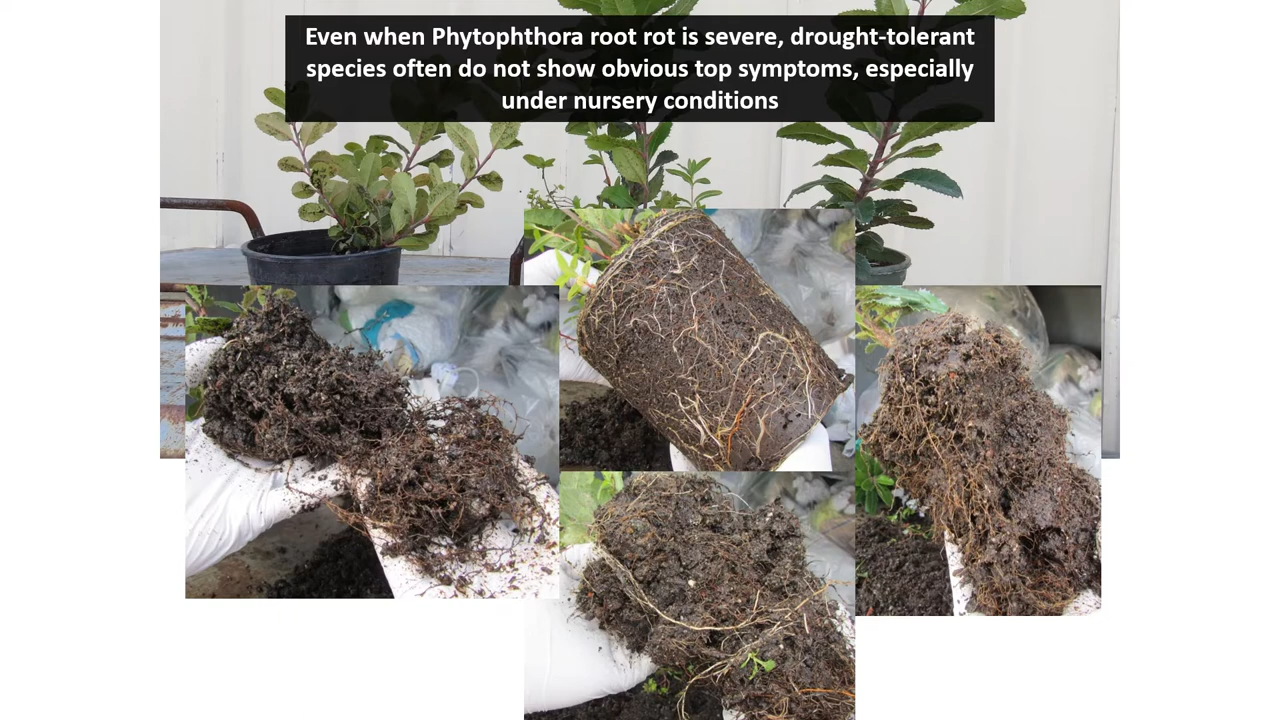 Even when Phytophthora root rot is severe, drought-tolerant
species often do not show obvious top symptoms, especially
under nursery conditions